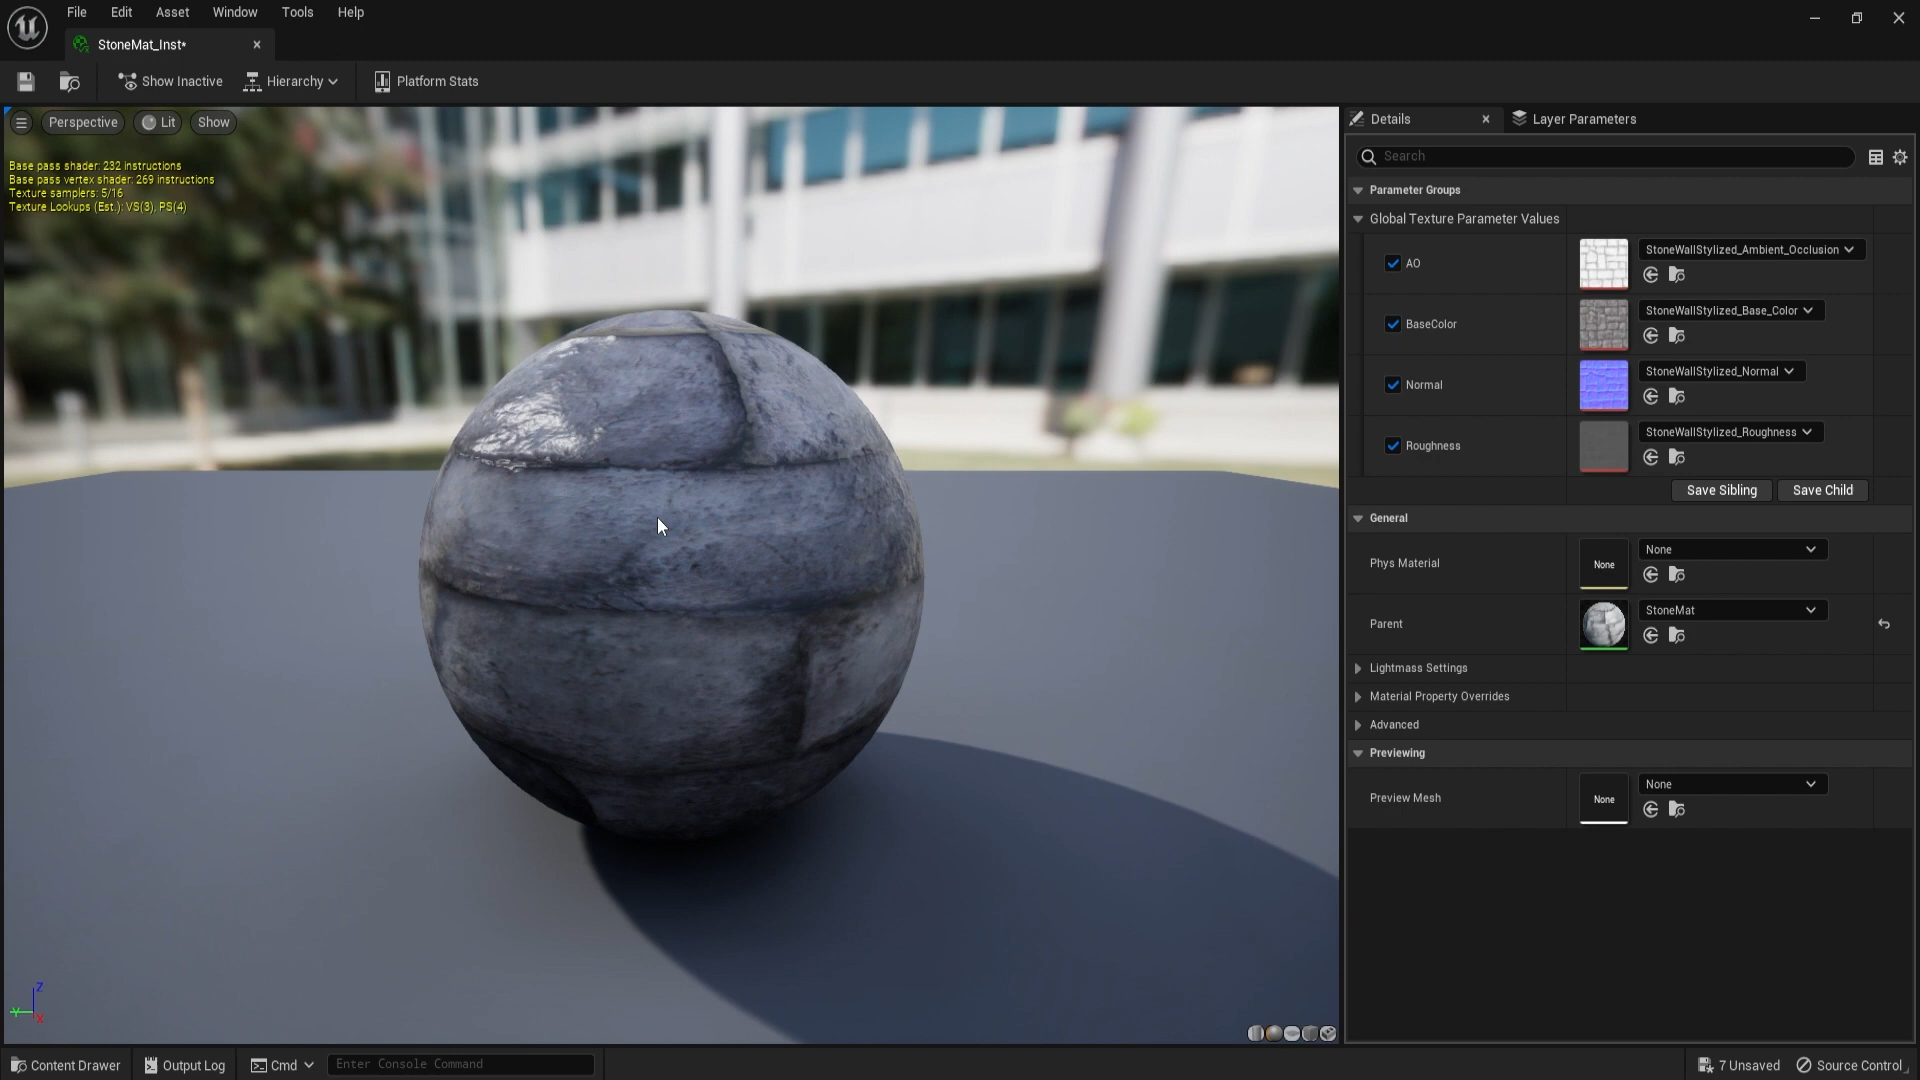 File Edit Asset Window Tools Help
StoneMat_Inst*
Show Inactive Hierarchy Platform Stats
Perspective Lit Show
Base pass shader: 232 instructions
Base pass vertex shader: 269 instructions
Texture samplers: 5/16
Texture Lookups (Est.): VS(3), PS(4)
Details Layer Parameters
Search
Parameter Groups
Global Texture Parameter Values
AO StoneWallStylized_Ambient_Occlusion
BaseColor StoneWallStylized_Base_Color
Normal StoneWallStylized_Normal
Roughness StoneWallStylized_Roughness
Save Sibling Save Child
General
Phys Material None None
Parent StoneMat
Lightmass Settings
Material Property Overrides
Advanced
Previewing
Preview Mesh None None
Z
Y
X
Content Drawer Output Log Cmd Enter Console Command 7 Unsaved Source Control